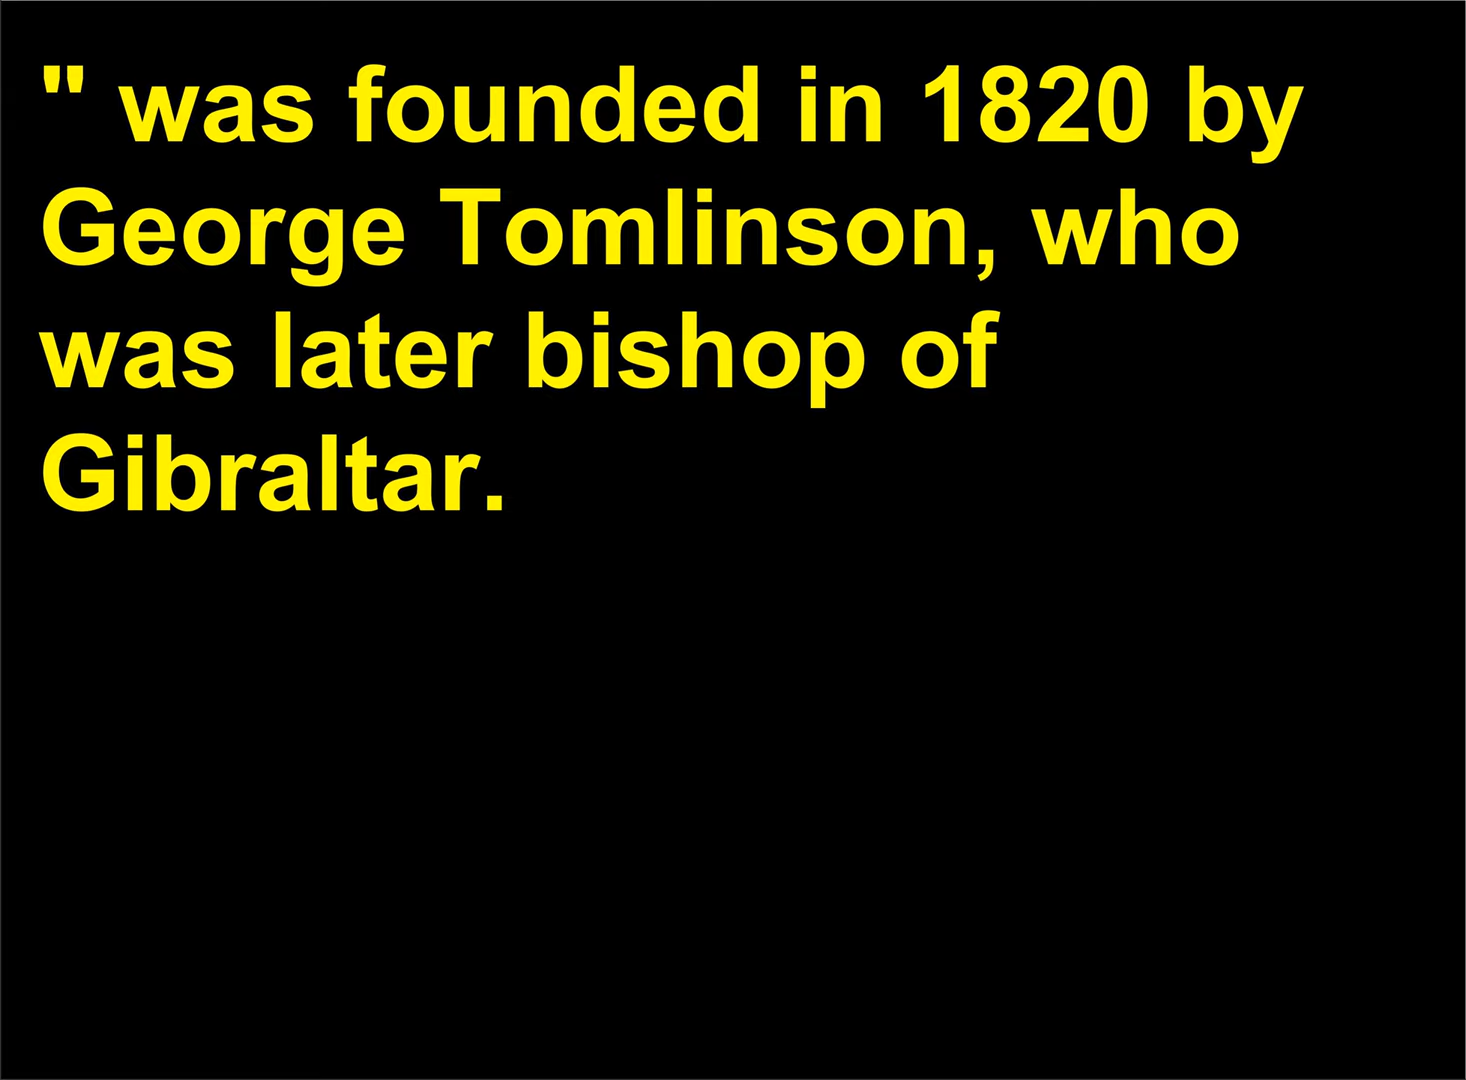 " was founded in 1820 by
George Tomlinson, who
was later bishop of
Gibraltar.